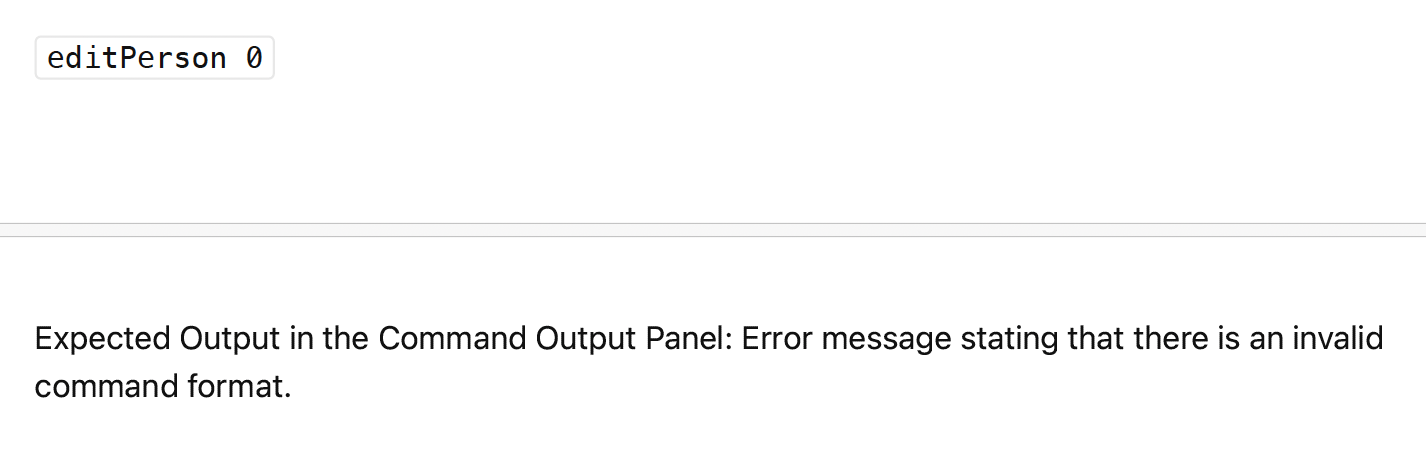 editPerson 0
Expected Output in the Command Output Panel: Error message stating that there is an invalid
command format.